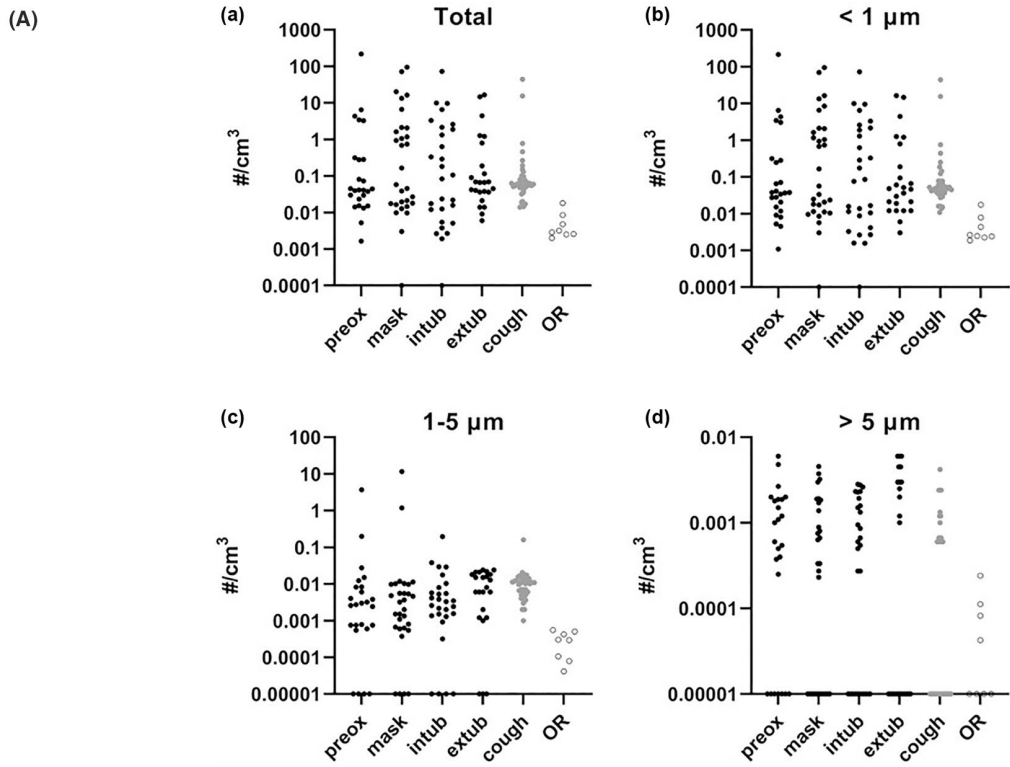 (A)
(a)
Total
#/cm³
1000
100
10
1
0.1
0.01
0.001
0.0001
preox
mask
intub
extub
cough
OR
(b)
< 1 µm
#/cm³
1000
100
10
1
0.1
0.01
0.001
0.0001
preox
mask
intub
extub
cough
OR
(c)
1-5 µm
#/cm³
100
10
1
0.1
0.01
0.001
0.0001
0.00001
preox
mask
intub
extub
cough
OR
(d)
> 5 µm
#/cm³
0.01
0.001
0.0001
0.00001
preox
mask
intub
extub
cough
OR